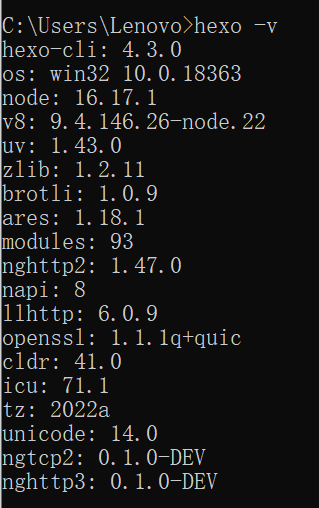 C:\Users\Lenovo>hexo -v
hexo-cli: 4.3.0
os: win32 10.0.18363
node: 16.17.1
v8: 9.4.146.26-node.22
uv: 1.43.0
zlib: 1.2.11
brotli: 1.0.9
ares: 1.18.1
modules: 93
nghttp2: 1.47.0
napi: 8
llhttp: 6.0.9
openssl: 1.1.1q+quic
cldr: 41.0
icu: 71.1
tz: 2022a
unicode: 14.0
ngtcp2: 0.1.0-DEV
nghttp3: 0.1.0-DEV